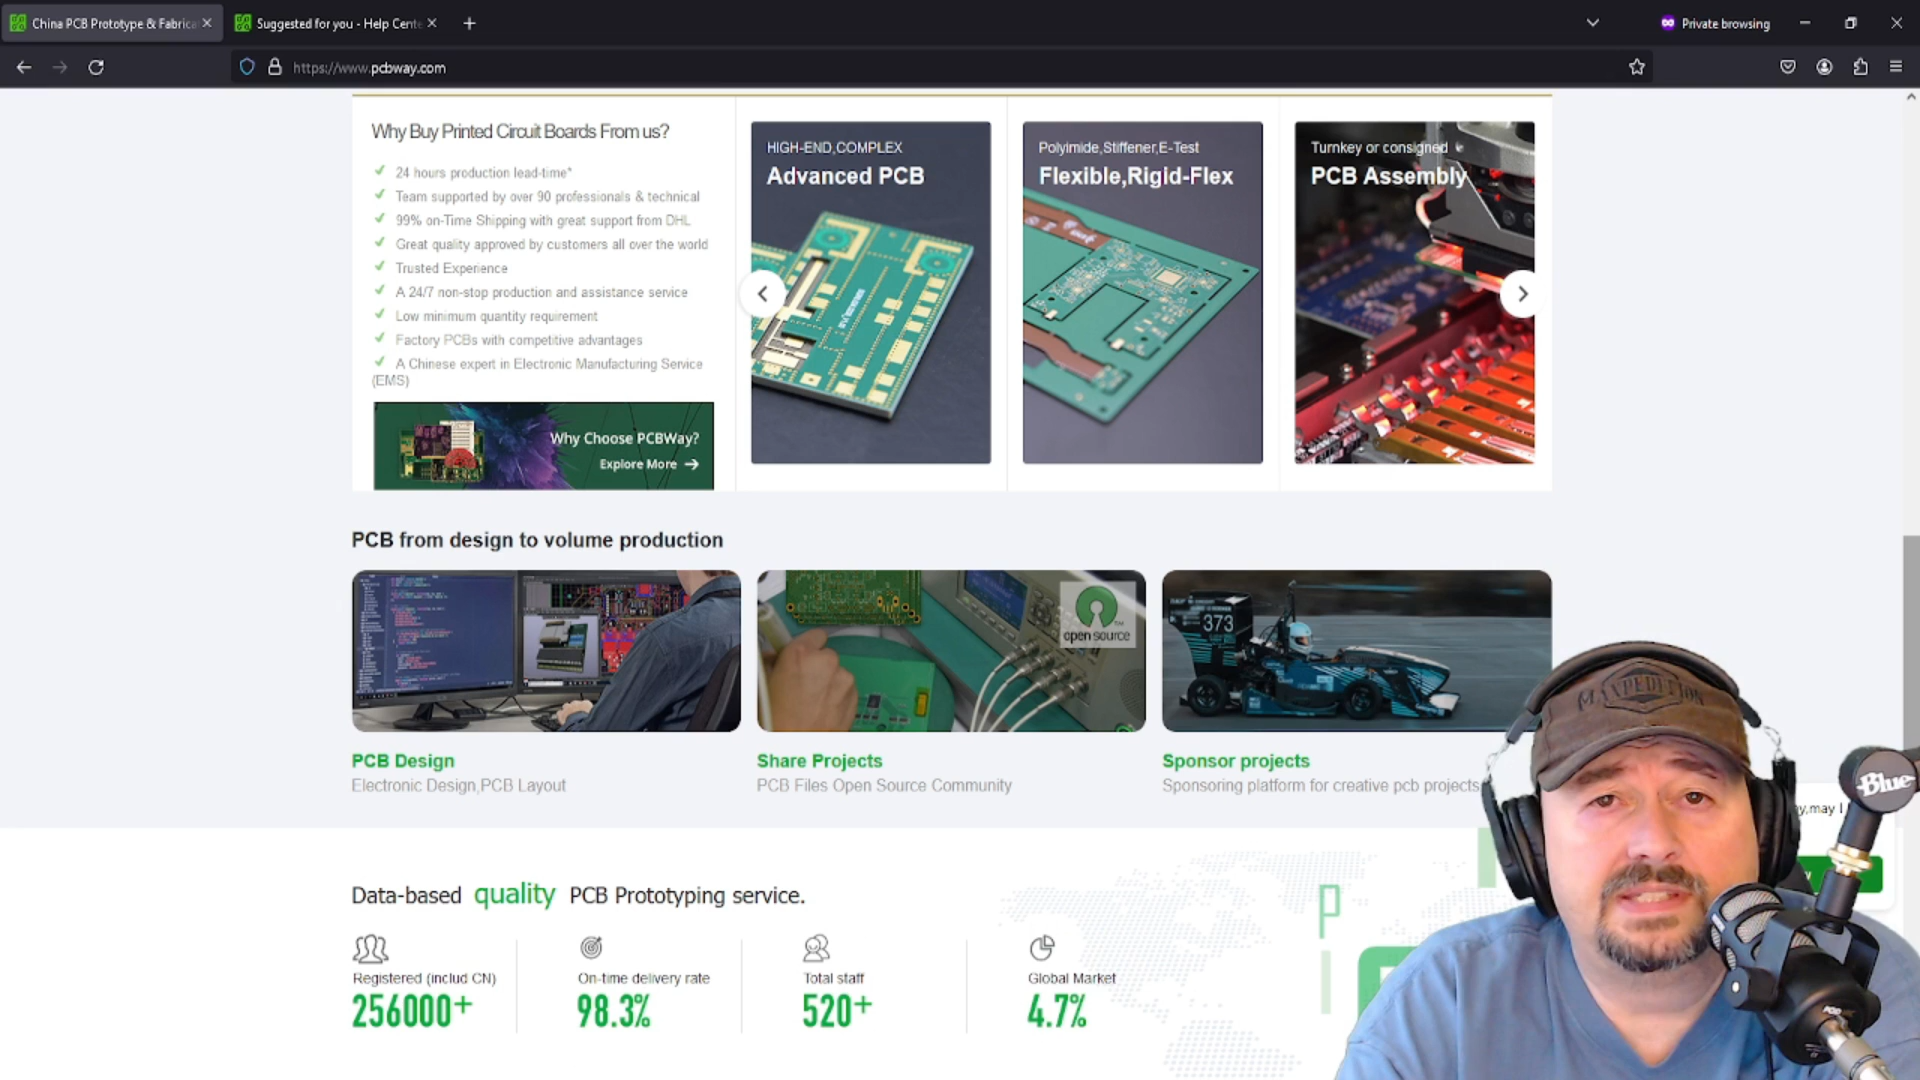 China PCB Prototype & Fabrica
Suggested for you - Help Cente
Private browsing
https://www.pcbway.com
Why Buy Printed Circuit Boards From us?
24 hours production lead-time*
Team supported by over 90 professionals & technical
99% on-Time Shipping with great support from DHL
Great quality approved by customers all over the world
Trusted Experience
A 24/7 non-stop production and assistance service
Low minimum quantity requirement
Factory PCBs with competitive advantages
A Chinese expert in Electronic Manufacturing Service
(EMS)
Why Choose PCBWay?
Explore More →
HIGH-END,COMPLEX
Advanced PCB
Polyimide,Stiffener,E-Test
Flexible,Rigid-Flex
Turnkey or consigned
PCB Assembly
PCB from design to volume production
open source
TM
373
PCB Design
Electronic Design,PCB Layout
Share Projects
PCB Files Open Source Community
Sponsor projects
Sponsoring platform for creative pcb projects
MAXPEDITION
Blue
y,may I
Data-based quality PCB Prototyping service.
Registered (includ CN)
256000+
On-time delivery rate
98.3%
Total staff
520+
Global Market
4.7%